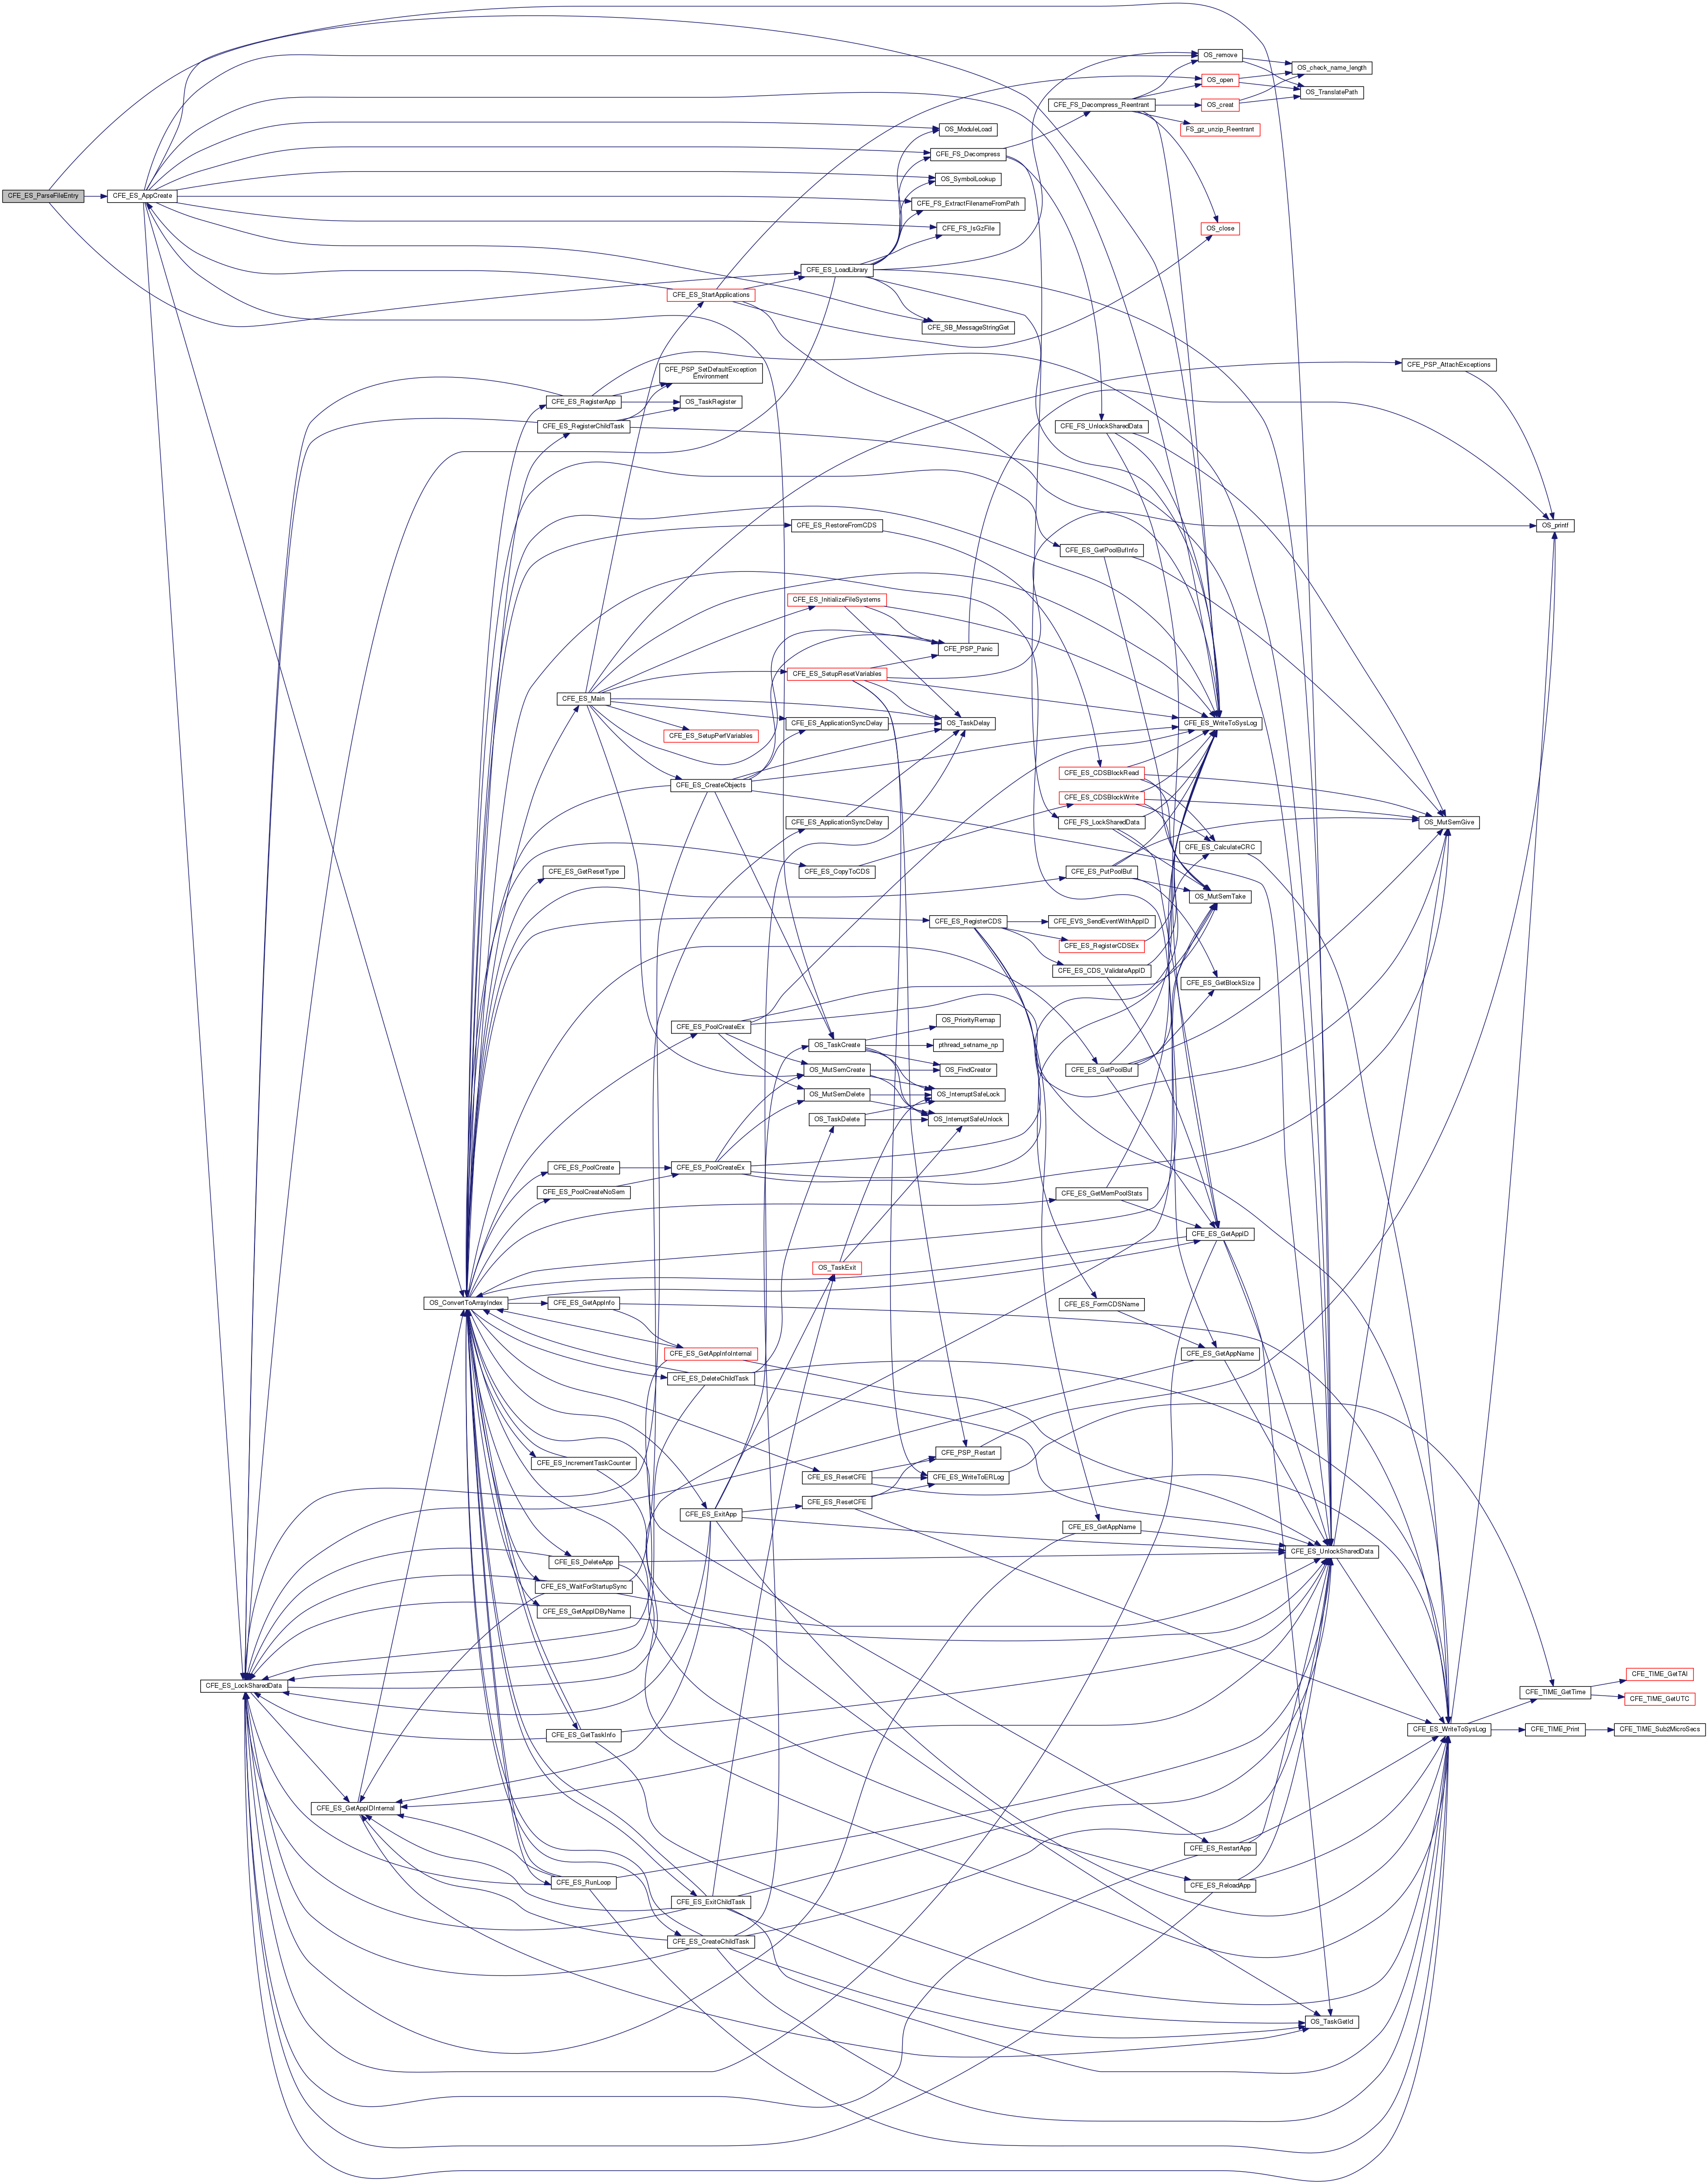 OS_remove
OS_check_name_length
OS_open
OS_TranslatePath
CFE_FS_Decompress_Reentrant
OS_creat
OS_ModuleLoad
FS_gz_unzip_Reentrant
CFE_FS_Decompress
OS_SymbolLookup
CFE_ES_ParseFileEntry
CFE_ES_AppCreate
CFE_FS_ExtractFilenameFromPath
CFE_FS_IsGzFile
OS_close
CFE_ES_LoadLibrary
CFE_ES_StartApplications
CFE_SB_MessageStringGet
CFE_PSP_AttachExceptions
CFE_PSP_SetDefaultException
Environment
CFE_ES_RegisterApp
OS_TaskRegister
CFE_ES_RegisterChildTask
CFE_FS_UnlockSharedData
CFE_ES_RestoreFromCDS
OS_printf
CFE_ES_GetPoolBufInfo
CFE_ES_InitializeFileSystems
CFE_PSP_Panic
CFE_ES_SetupResetVariables
CFE_ES_Main
CFE_ES_ApplicationSyncDelay
OS_TaskDelay
CFE_ES_WriteToSysLog
CFE_ES_SetupPerfVariables
CFE_ES_CDSBlockRead
CFE_ES_CreateObjects
CFE_ES_CDSBlockWrite
CFE_ES_ApplicationSyncDelay
CFE_FS_LockSharedData
OS_MutSemGive
CFE_ES_CalculateCRC
CFE_ES_GetResetType
CFE_ES_CopyToCDS
CFE_ES_PutPoolBuf
OS_MutSemTake
CFE_ES_RegisterCDS
CFE_EVS_SendEventWithAppID
CFE_ES_RegisterCDSEx
CFE_ES_CDS_ValidateAppID
CFE_ES_GetBlockSize
OS_PriorityRemap
CFE_ES_PoolCreateEx
OS_TaskCreate
pthread_setname_np
OS_MutSemCreate
OS_FindCreator
CFE_ES_GetPoolBuf
OS_MutSemDelete
OS_InterruptSafeLock
OS_TaskDelete
OS_InterruptSafeUnlock
CFE_ES_PoolCreate
CFE_ES_PoolCreateEx
CFE_ES_PoolCreateNoSem
CFE_ES_GetMemPoolStats
CFE_ES_GetAppID
OS_TaskExit
OS_ConvertToArrayIndex
CFE_ES_GetAppInfo
CFE_ES_FormCDSName
CFE_ES_GetAppInfoInternal
CFE_ES_GetAppName
CFE_ES_DeleteChildTask
CFE_PSP_Restart
CFE_ES_IncrementTaskCounter
CFE_ES_ResetCFE
CFE_ES_WriteToERLog
CFE_ES_ResetCFE
CFE_ES_ExitApp
CFE_ES_GetAppName
CFE_ES_UnlockSharedData
CFE_ES_DeleteApp
CFE_ES_WaitForStartupSync
CFE_ES_GetAppIDByName
CFE_TIME_GetTAI
CFE_ES_LockSharedData
CFE_TIME_GetTime
CFE_TIME_GetUTC
CFE_ES_GetTaskInfo
CFE_ES_WriteToSysLog
CFE_TIME_Print
CFE_TIME_Sub2MicroSecs
CFE_ES_GetAppIDInternal
CFE_ES_RestartApp
CFE_ES_RunLoop
CFE_ES_ReloadApp
CFE_ES_ExitChildTask
CFE_ES_CreateChildTask
OS_TaskGetId